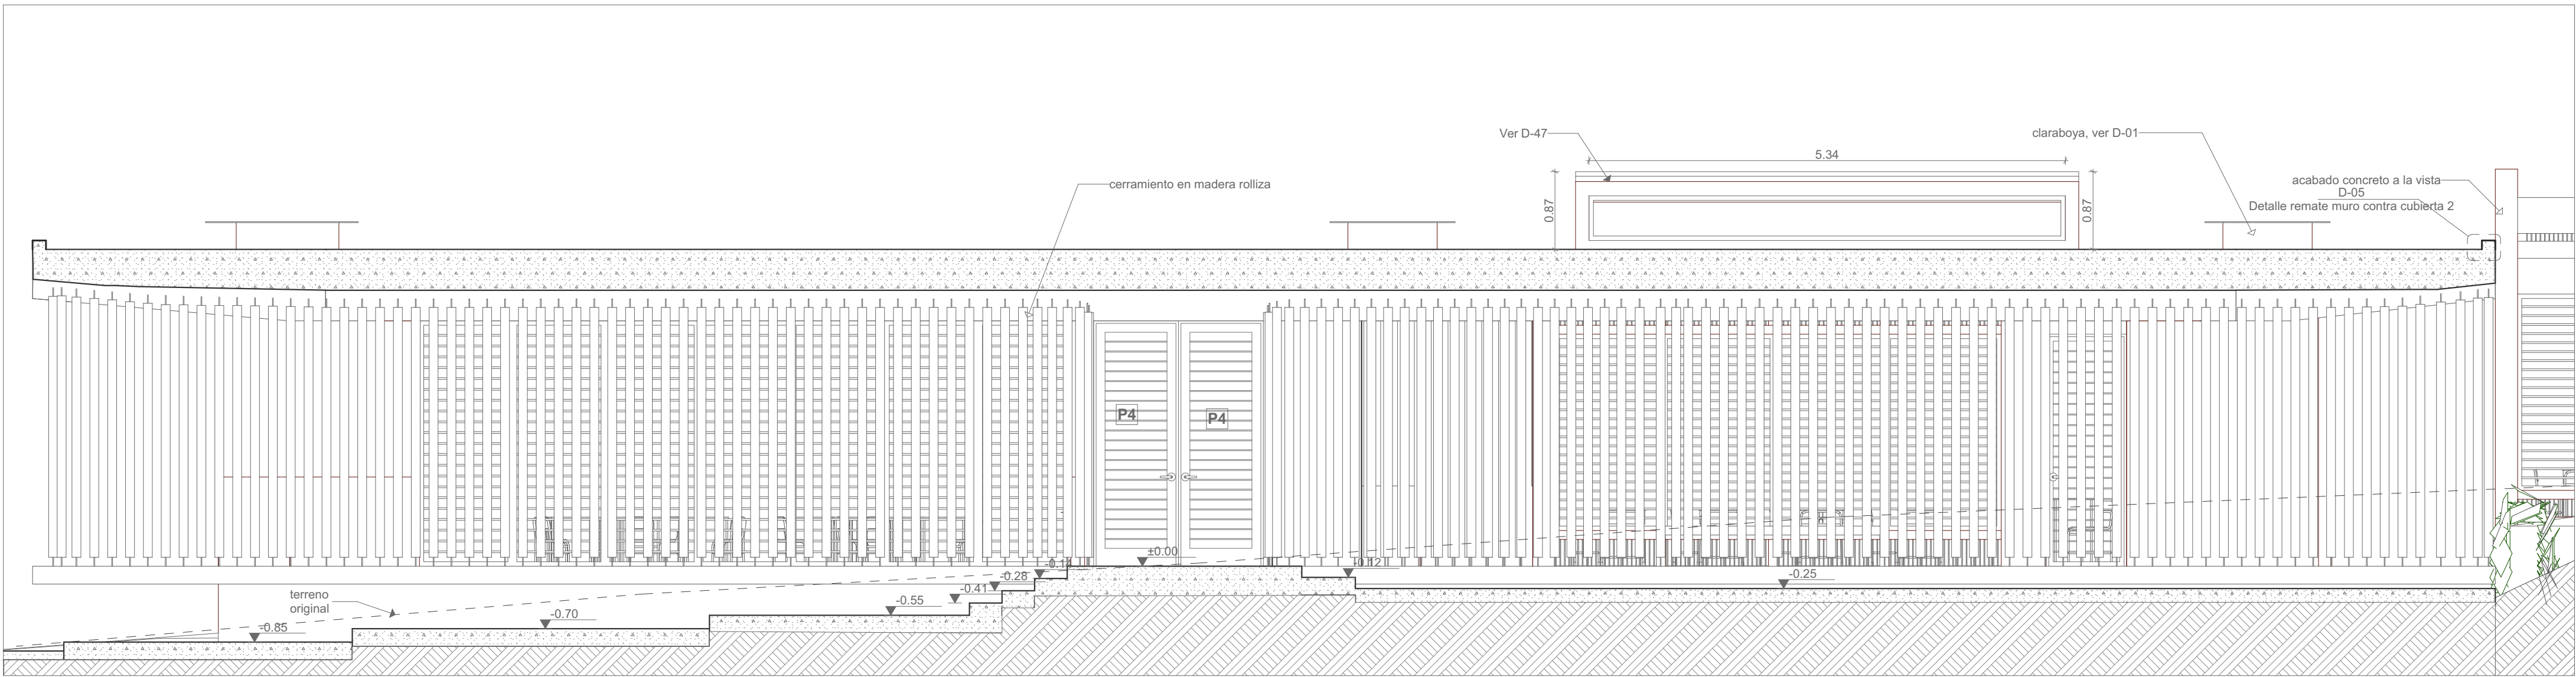 Ver D-47
claraboya, ver D-01
5.34
cerramiento en madera rolliza
acabado concreto a la vista
D-05
Detalle remate muro contra cubierta 2
0.87
0.87
P4
P4
±0.00
-0.12
-0.28
-0.25
-0.41
terreno
original
-0.55
-0.70
-0.85